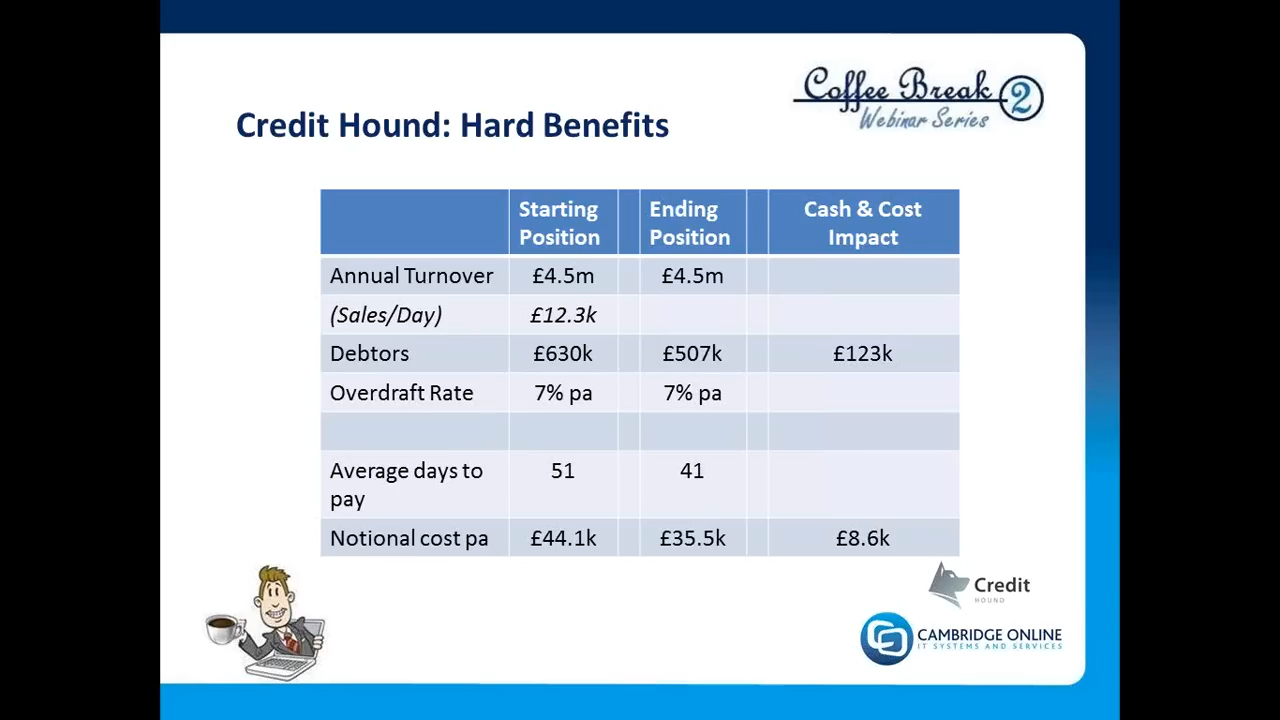 Coffee Break 2
Webinar Series
Credit Hound: Hard Benefits
Starting Position Ending Position Cash & Cost Impact
Annual Turnover £4.5m £4.5m
(Sales/Day) £12.3k
Debtors £630k £507k £123k
Overdraft Rate 7% pa 7% pa
Average days to pay 51 41
Notional cost pa £44.1k £35.5k £8.6k
Credit
HOUND
CAMBRIDGE ONLINE
IT SYSTEMS AND SERVICES